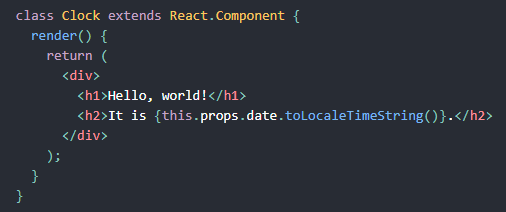 class Clock extends React.Component {
  render() {
    return (
      <div>
        <h1>Hello, world!</h1>
        <h2>It is {this.props.date.toLocaleTimeString()}.</h2>
      </div>
    );
  }
}